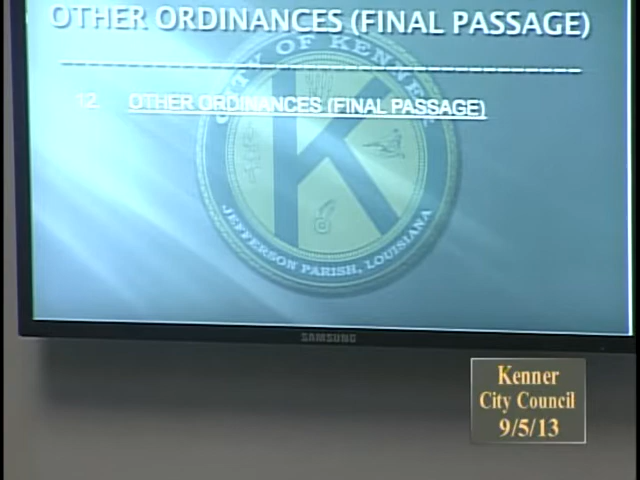 OTHER ORDINANCES (FINAL PASSAGE)
CITY OF KENNER
12. OTHER ORDINANCES (FINAL PASSAGE)
K
JEFFERSON PARISH, LOUISIANA
SAMSUNG
Kenner
City Council
9/5/13